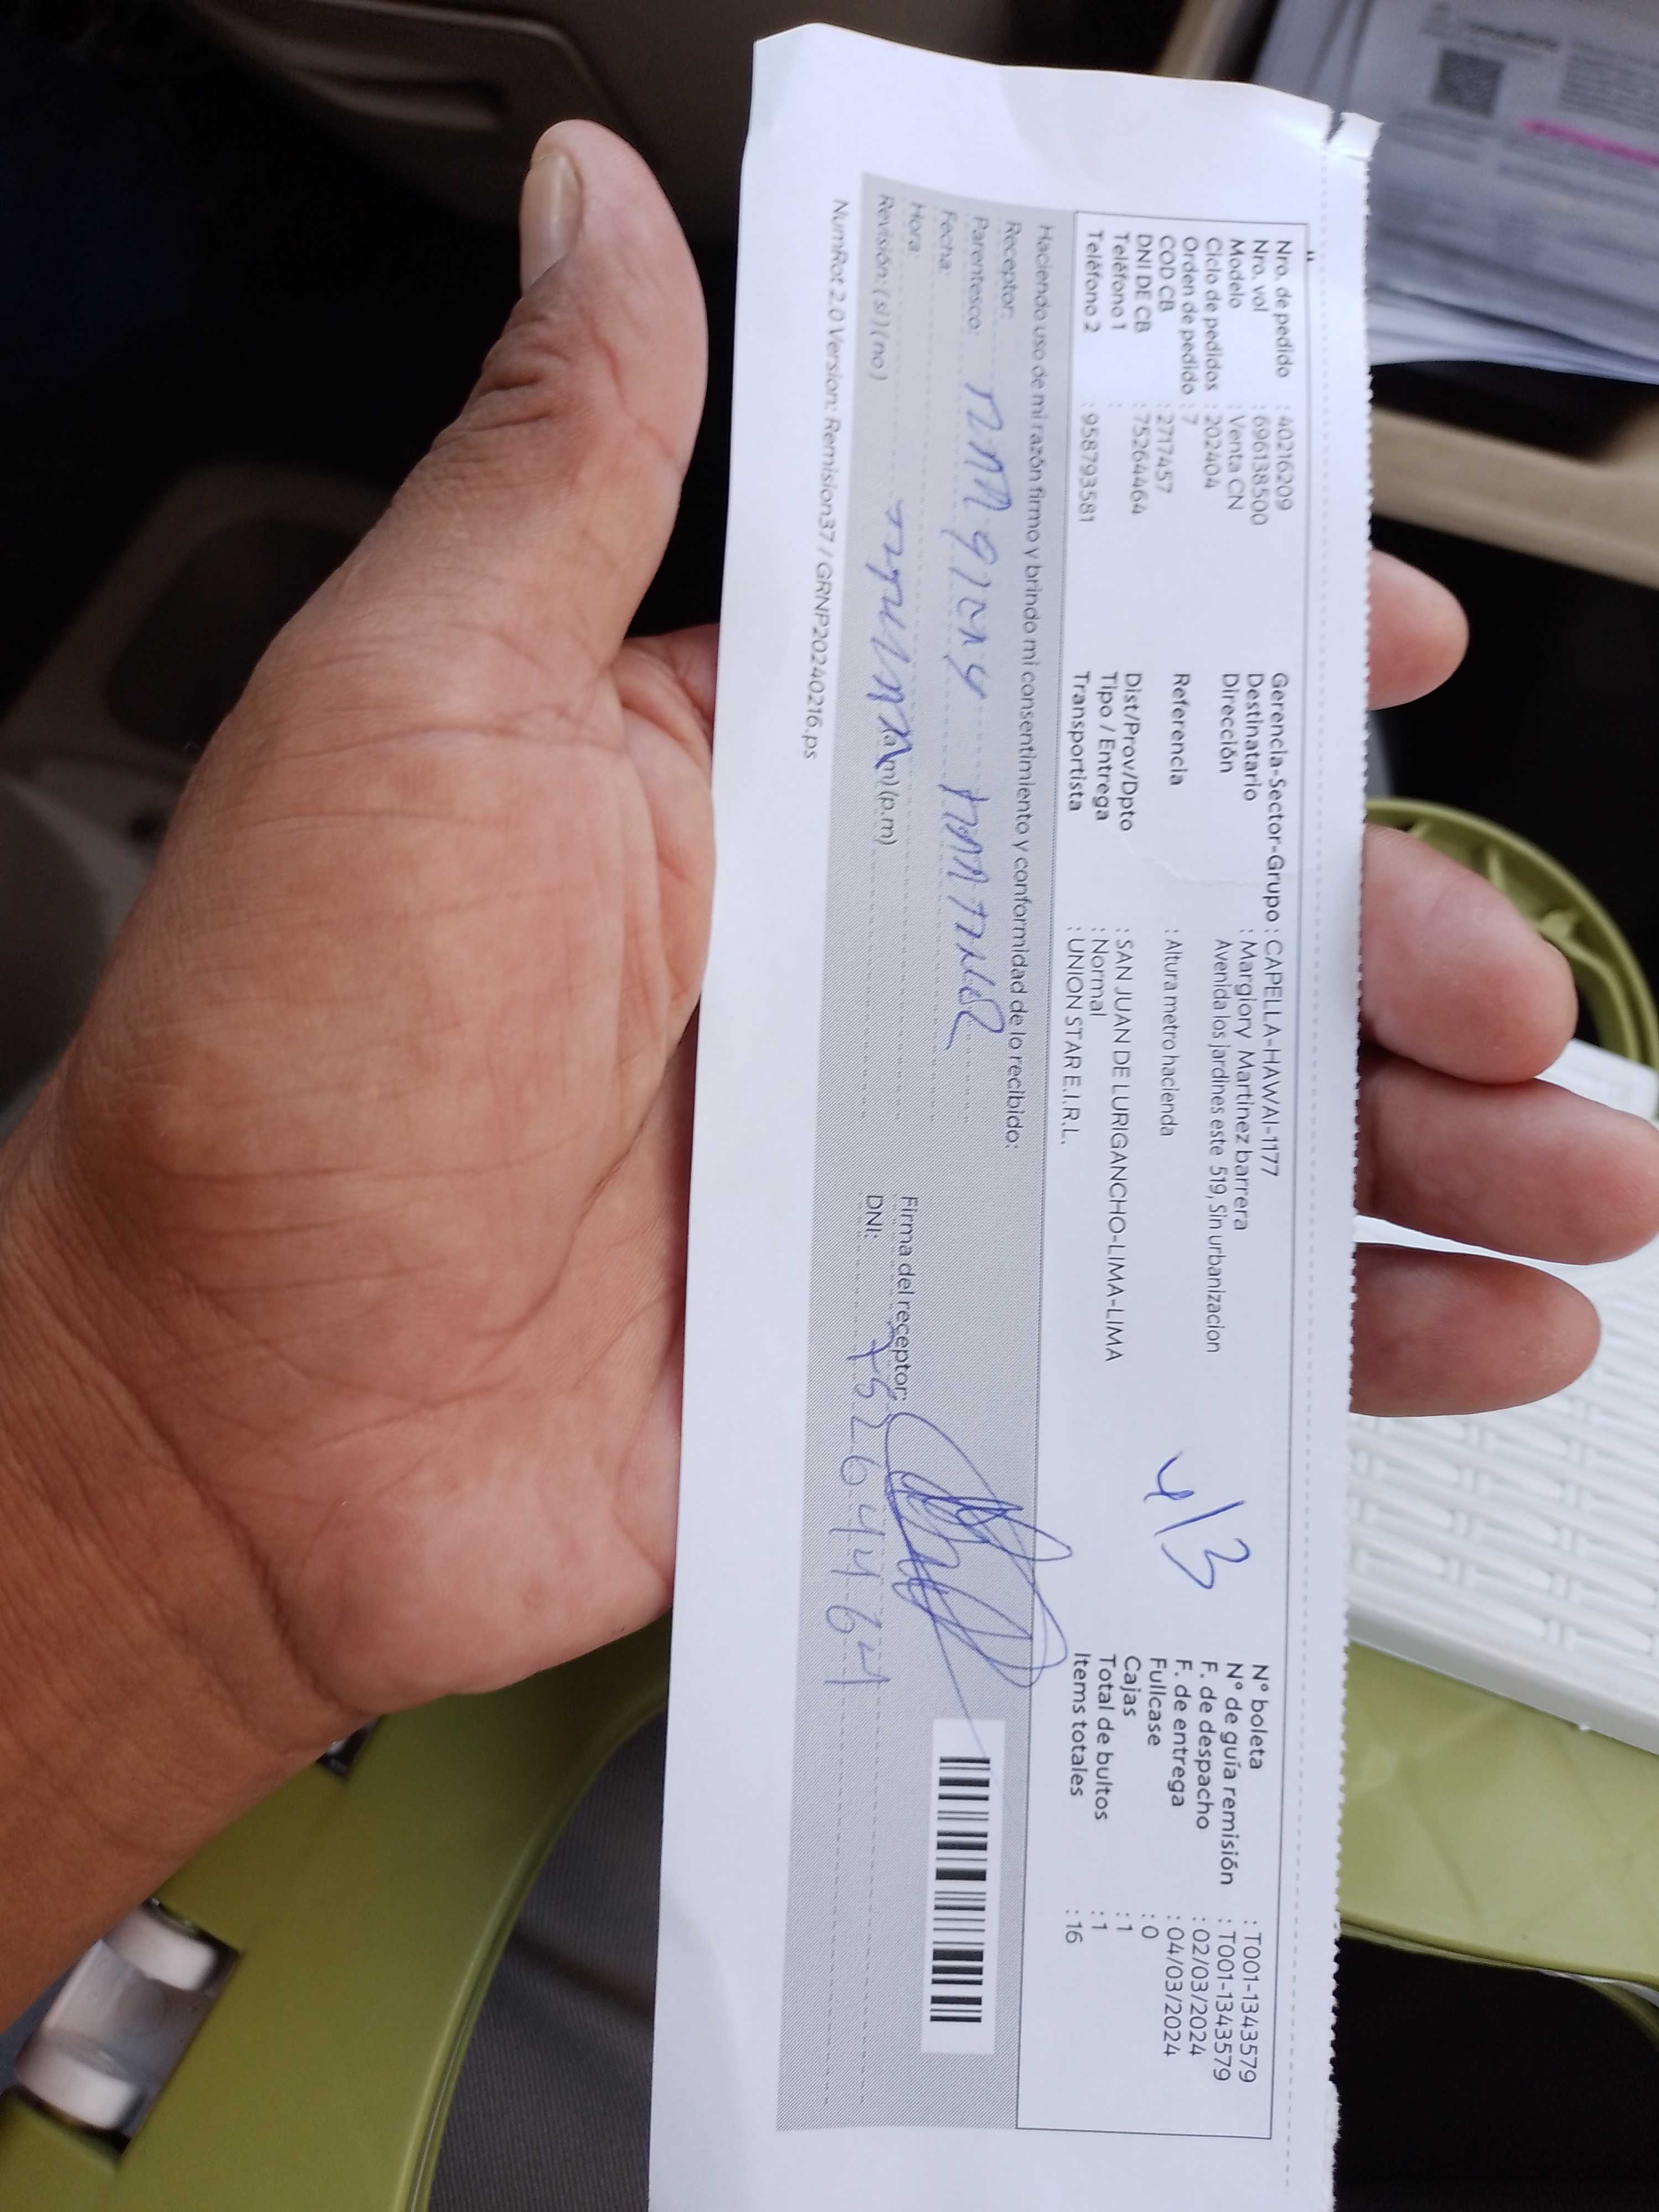 Nro. de pedido : 40216209
Nro. vol : 696138500
Modelo : Venta CN
Ciclo de pedidos : 202404
Orden de pedido : 7
COD CB : 2717457
DNI DE CB : 75264464
Teléfono 1 :
Teléfono 2 : 958793581
Gerencia-Sector-Grupo : CAPELA-HAWAI-1177
Destinatario : Margiory Martinez barrera
Dirección Avenida los jardines este 519, Sin urbanizacion
Referencia : Altura metro hacienda
Dist/Prov/Dpto : SAN JUAN DE LURIGANCHO-LIMA-LIMA
Tipo / Entrega : Normal
Transportista : UNION STAR E.I.R.L.
4/3
N° boleta : T001-1343579
N° de guía remisión : T001-1343579
F. de despacho : 02/03/2024
F. de entrega : 04/03/2024
Fullcase : 0
Cajas : 1
Total de bultos : 1
Items totales : 16
Haciendo uso de mi razón firmo y brindo mi consentimiento y conformidad de lo recibido:
Receptor:
Parentesco:
Fecha:
Hora: (a.m) (p.m)
Revisión: ( si ) ( no )
Firma del receptor:
DNI: 75264464
NumRot 2.0 Version: Remision37 / GRNP20240216.ps